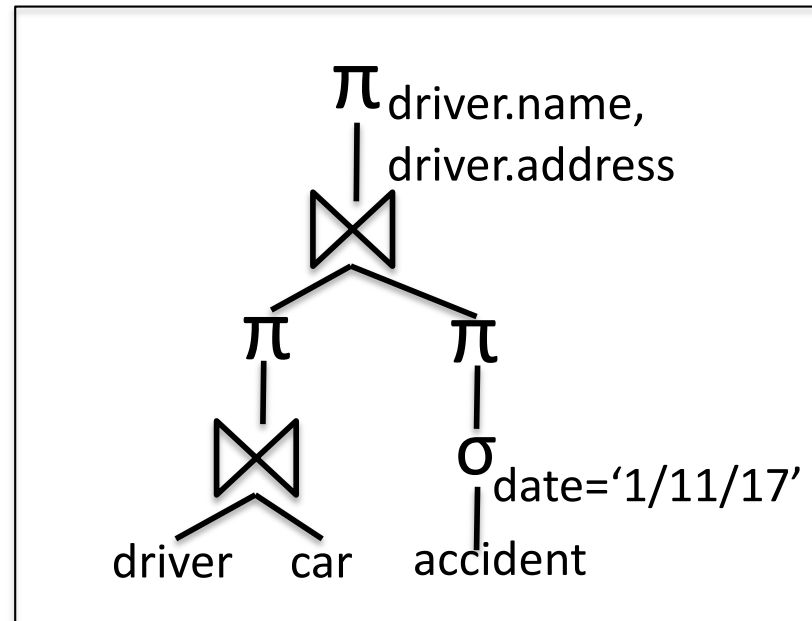 π driver.name,
driver.address
π π
σ date=‘1/11/17’
driver car accident